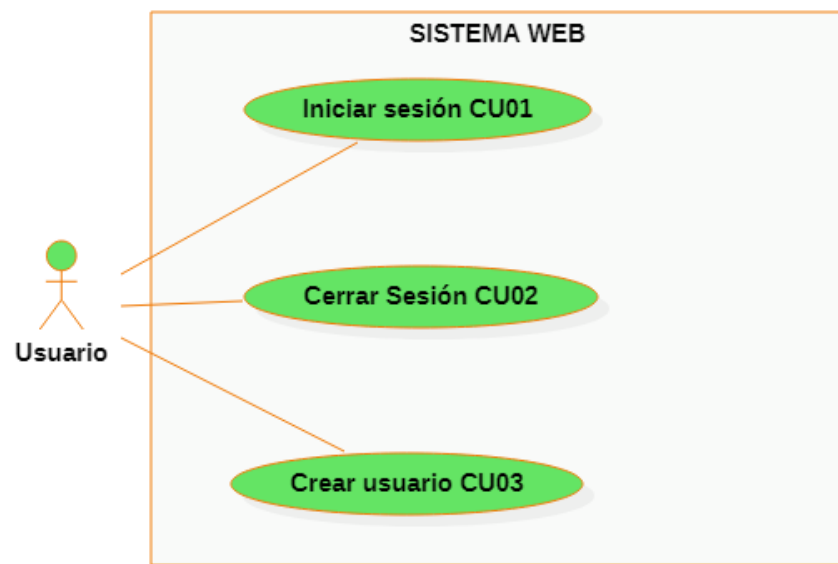 SISTEMA WEB
Iniciar sesión CU01
Cerrar Sesión CU02
Usuario
Crear usuario CU03